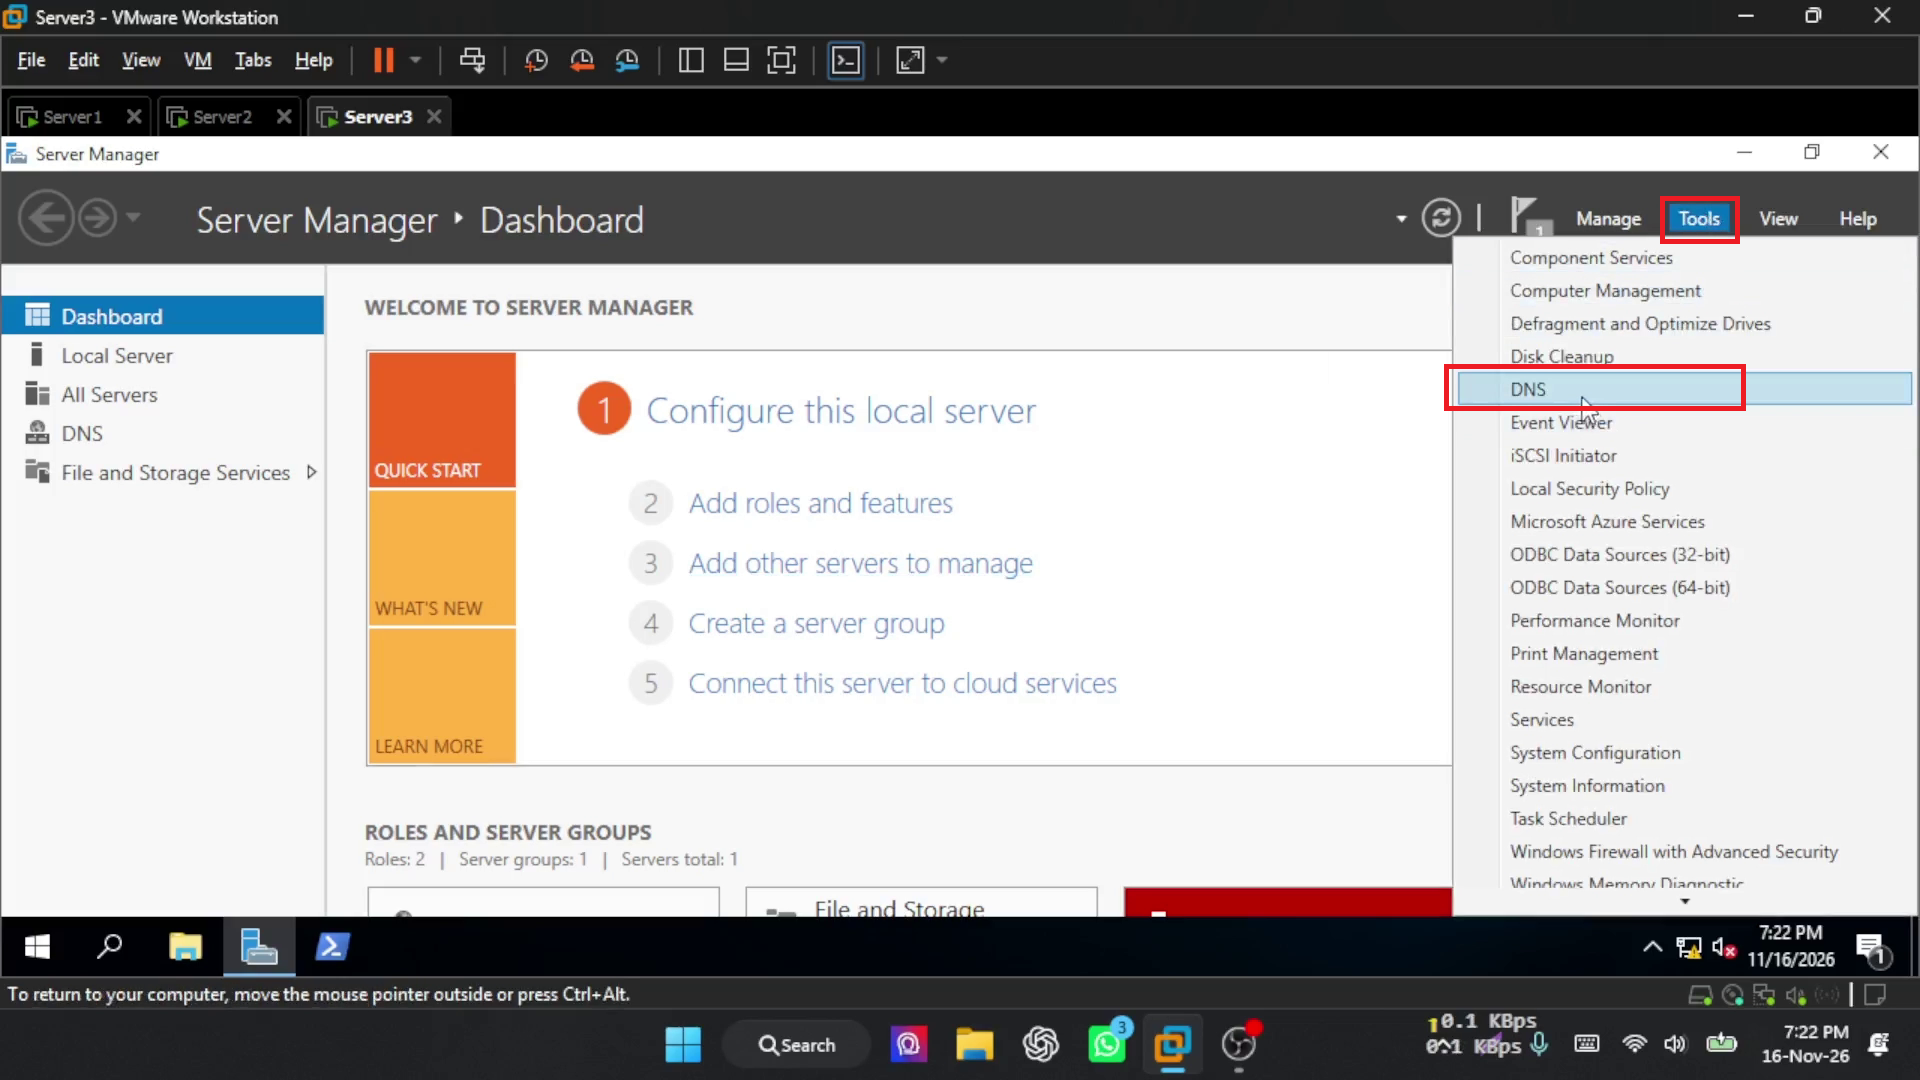 Server3 - VMware Workstation
File Edit View VM Tabs Help
Server1 Server2 Server3
Server Manager
Server Manager Dashboard
1 Manage Tools View Help
Dashboard
Local Server
All Servers
DNS
File and Storage Services
WELCOME TO SERVER MANAGER
QUICK START
WHAT'S NEW
LEARN MORE
1 Configure this local server
2 Add roles and features
3 Add other servers to manage
4 Create a server group
5 Connect this server to cloud services
ROLES AND SERVER GROUPS
Roles: 2 | Server groups: 1 | Servers total: 1
File and Storage
Component Services
Computer Management
Defragment and Optimize Drives
Disk Cleanup
DNS
Event Viewer
iSCSI Initiator
Local Security Policy
Microsoft Azure Services
ODBC Data Sources (32-bit)
ODBC Data Sources (64-bit)
Performance Monitor
Print Management
Resource Monitor
Services
System Configuration
System Information
Task Scheduler
Windows Firewall with Advanced Security
Windows Memory Diagnostic
7:22 PM
11/16/2026
1
To return to your computer, move the mouse pointer outside or press Ctrl+Alt.
Search
3
0.1 KBps
0.1 KBps
7:22 PM
16-Nov-26